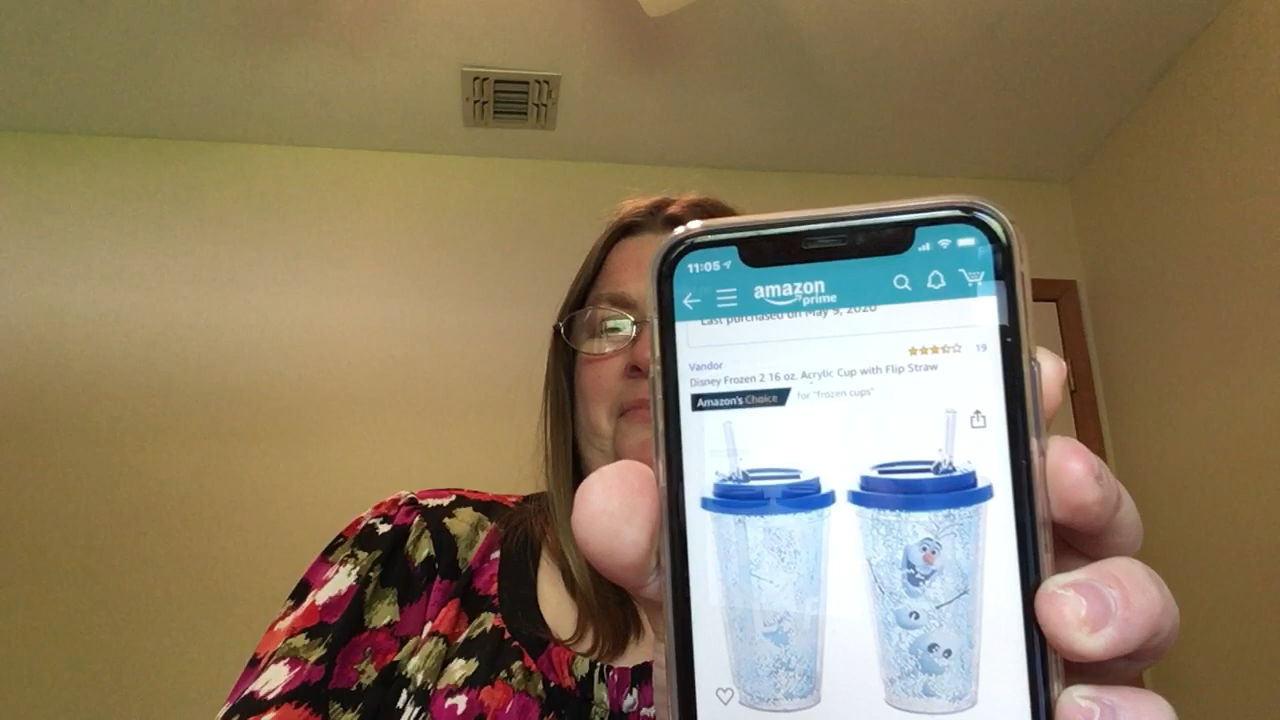 11:05
amazon
prime
Last purchased on May 9, 2020
19
Vandor
Disney Frozen 2 16 oz. Acrylic Cup with Flip Straw
Amazon's Choice for "frozen cups"